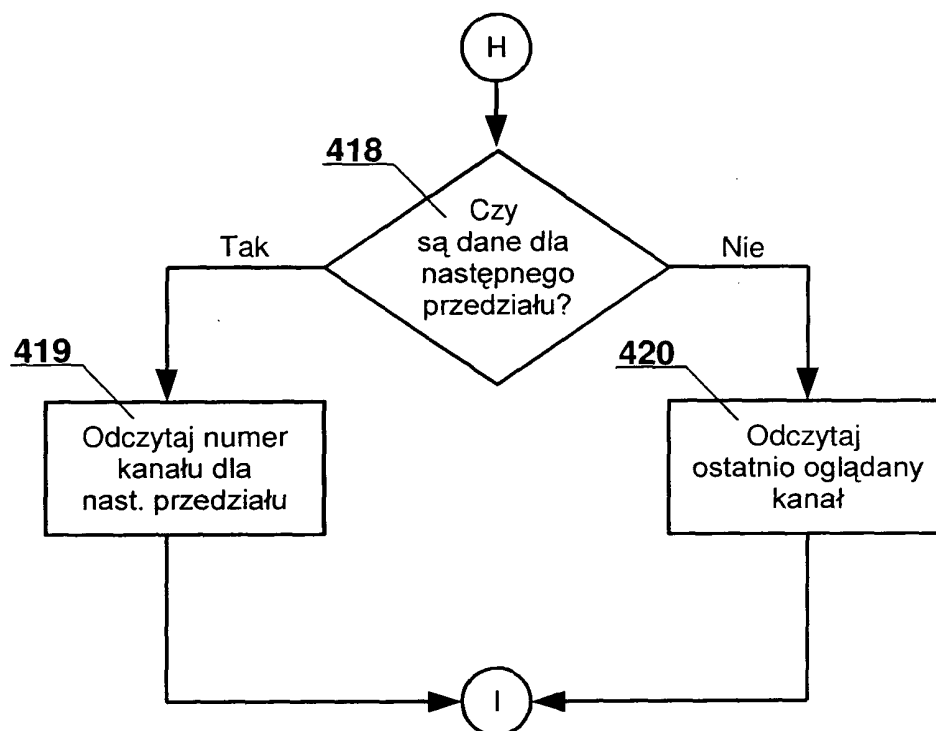 H
418
Czy
są dane dla
następnego
przedziału?
Tak
Nie
419
Odczytaj numer
kanału dla
nast. przedziału
420
Odczytaj
ostatnio oglądany
kanał
I